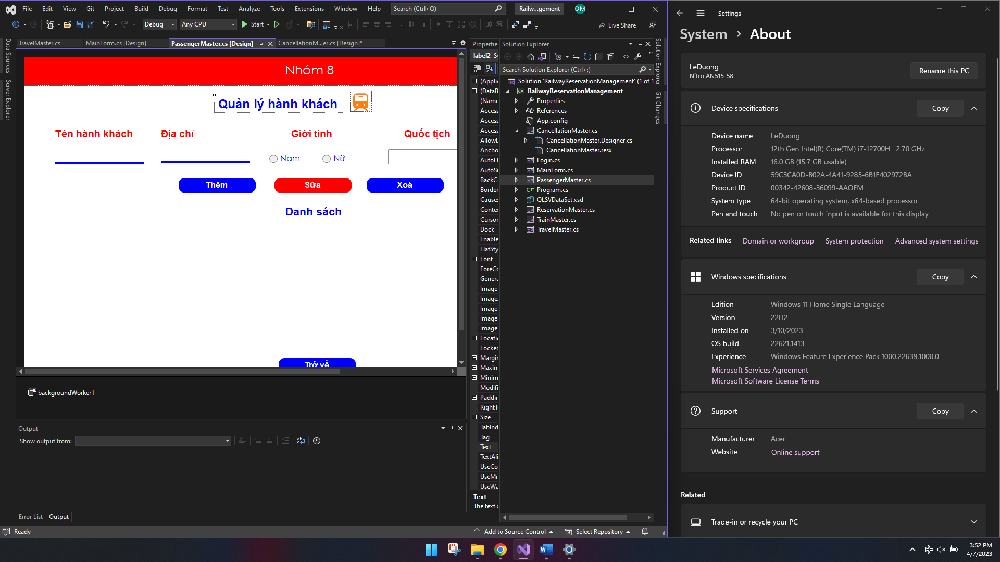 File Edit View Git Project Build Debug Format Test Analyze Tools Extensions Window Help Search (Ctrl+Q) Railw...gement DM
Debug Any CPU Start Live Share
Data Sources
Server Explorer
TravelMaster.cs MainForm.cs [Design] PassengerMaster.cs [Design] CancellationM...er.cs [Design]*
Nhóm 8
Quản lý hành khách
Tên hành khách Địa chỉ Giới tính Quốc tịch
Nam Nữ
Thêm Sữa Xoá
Danh sách
Trở về
backgroundWorker1
Output
Show output from:
Error List Output
Ready
Add to Source Control Select Repository
Propertie
label2 Sy
(Applic
(DataB
(Name
Access
Access
Access
AllowD
Ancho
AutoEl
AutoSi
BackCo
Border
Cause
Contex
Cursor
Dock
Enable
FlatSty
Font
ForeCo
Genera
Image
ImageA
Image
Image
Image
Locatio
Locked
Margin
Maxim
Minim
Modifi
Paddin
RightT
Size
TabInd
Tag
Text
TextAli
UseCo
UseMn
UseWa
Text
The text a
Solution Explorer
Search Solution Explorer (Ctrl+;)
Solution 'RailwayReservationManagement' (1 of 1
RailwayReservationManagement
Properties
References
App.config
CancellationMaster.cs
CancellationMaster.Designer.cs
CancellationMaster.resx
Login.cs
MainForm.cs
PassengerMaster.cs
C# Program.cs
QLSVDataSet.xsd
ReservationMaster.cs
TrainMaster.cs
TravelMaster.cs
Solution Explorer
Git Changes
Settings
System > About
LeDuong
Nitro AN515-58
Rename this PC
Device specifications Copy
Device name LeDuong
Processor 12th Gen Intel(R) Core(TM) i7-12700H 2.70 GHz
Installed RAM 16.0 GB (15.7 GB usable)
Device ID 59C3CA0D-B02A-4A41-9285-6B1E402972BA
Product ID 00342-42608-36099-AAOEM
System type 64-bit operating system, x64-based processor
Pen and touch No pen or touch input is available for this display
Related links Domain or workgroup System protection Advanced system settings
Windows specifications Copy
Edition Windows 11 Home Single Language
Version 22H2
Installed on 3/10/2023
OS build 22621.1413
Experience Windows Feature Experience Pack 1000.22639.1000.0
Microsoft Services Agreement
Microsoft Software License Terms
Support Copy
Manufacturer Acer
Website Online support
Related
Trade-in or recycle your PC
3:52 PM
4/7/2023